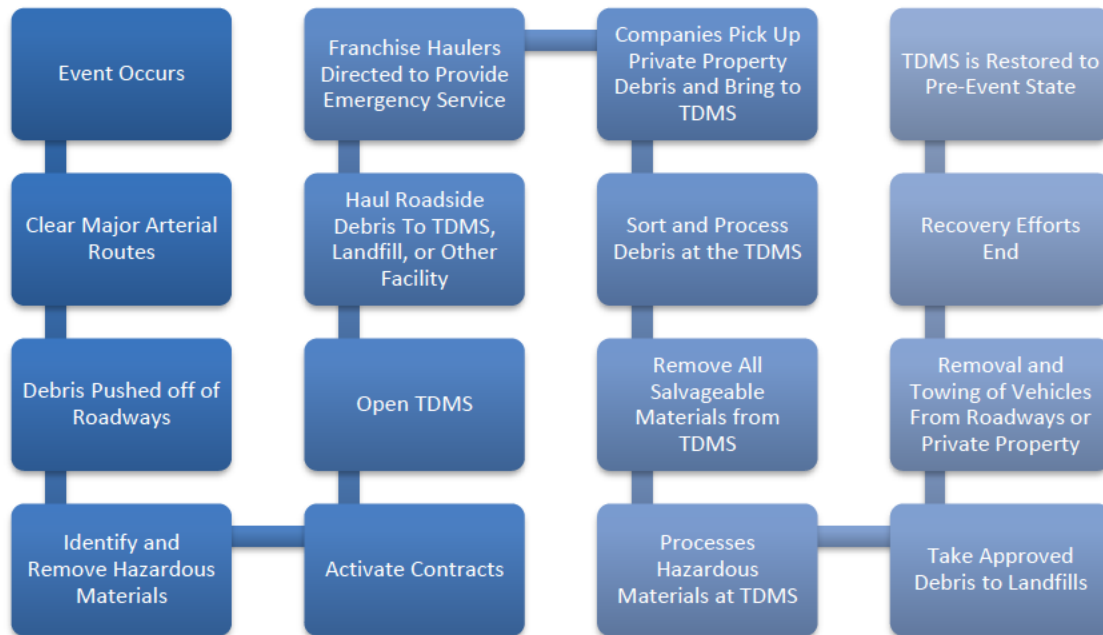 Event Occurs
Clear Major Arterial
Routes
Debris Pushed off of
Roadways
Identify and
Remove Hazardous
Materials
Activate Contracts
Open TDMS
Haul Roadside
Debris To TDMS,
Landfill, or Other
Facility
Franchise Haulers
Directed to Provide
Emergency Service
Companies Pick Up
Private Property
Debris and Bring to
TDMS
Sort and Process
Debris at the TDMS
Remove All
Salvageable
Materials from
TDMS
Processes
Hazardous
Materials at TDMS
Take Approved
Debris to Landfills
Removal and
Towing of Vehicles
From Roadways or
Private Property
Recovery Efforts
End
TDMS is Restored to
Pre-Event State